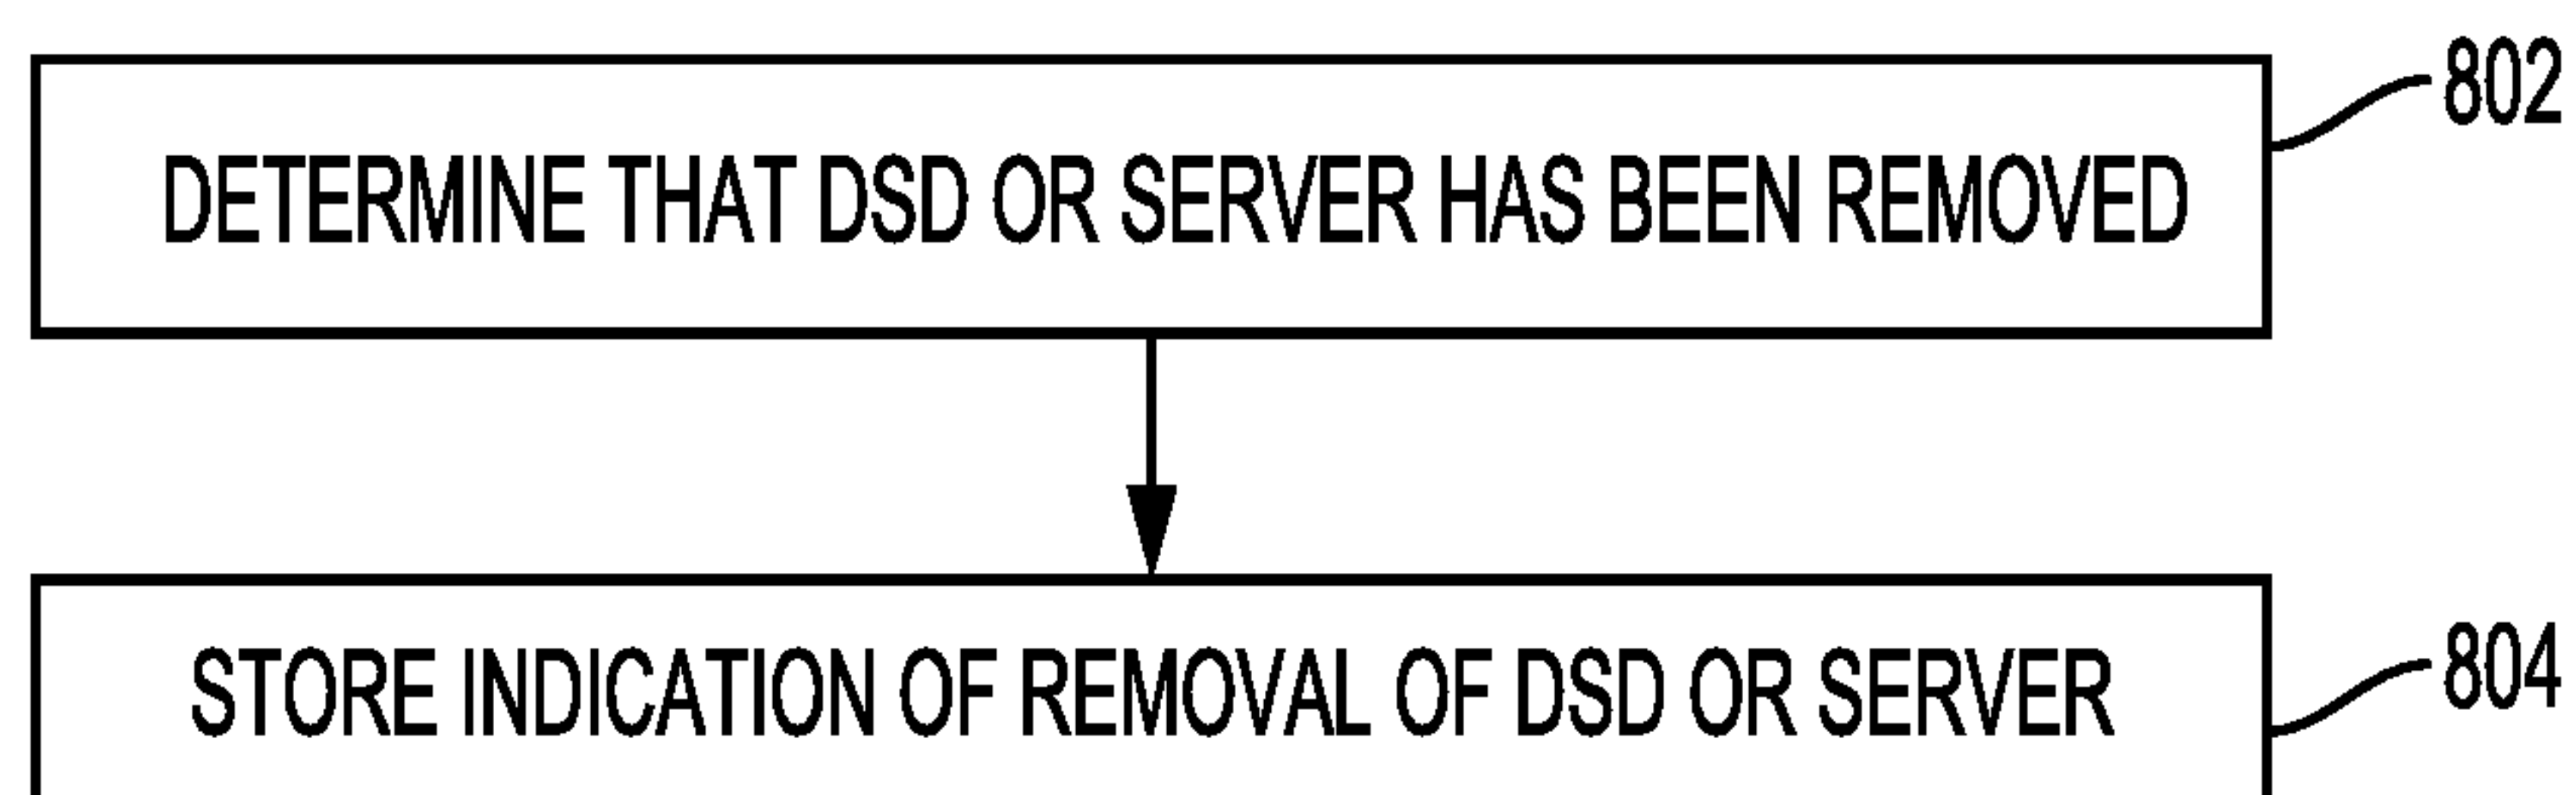 802
DETERMINE THAT DSD OR SERVER HAS BEEN REMOVED
804
STORE INDICATION OF REMOVAL OF DSD OR SERVER